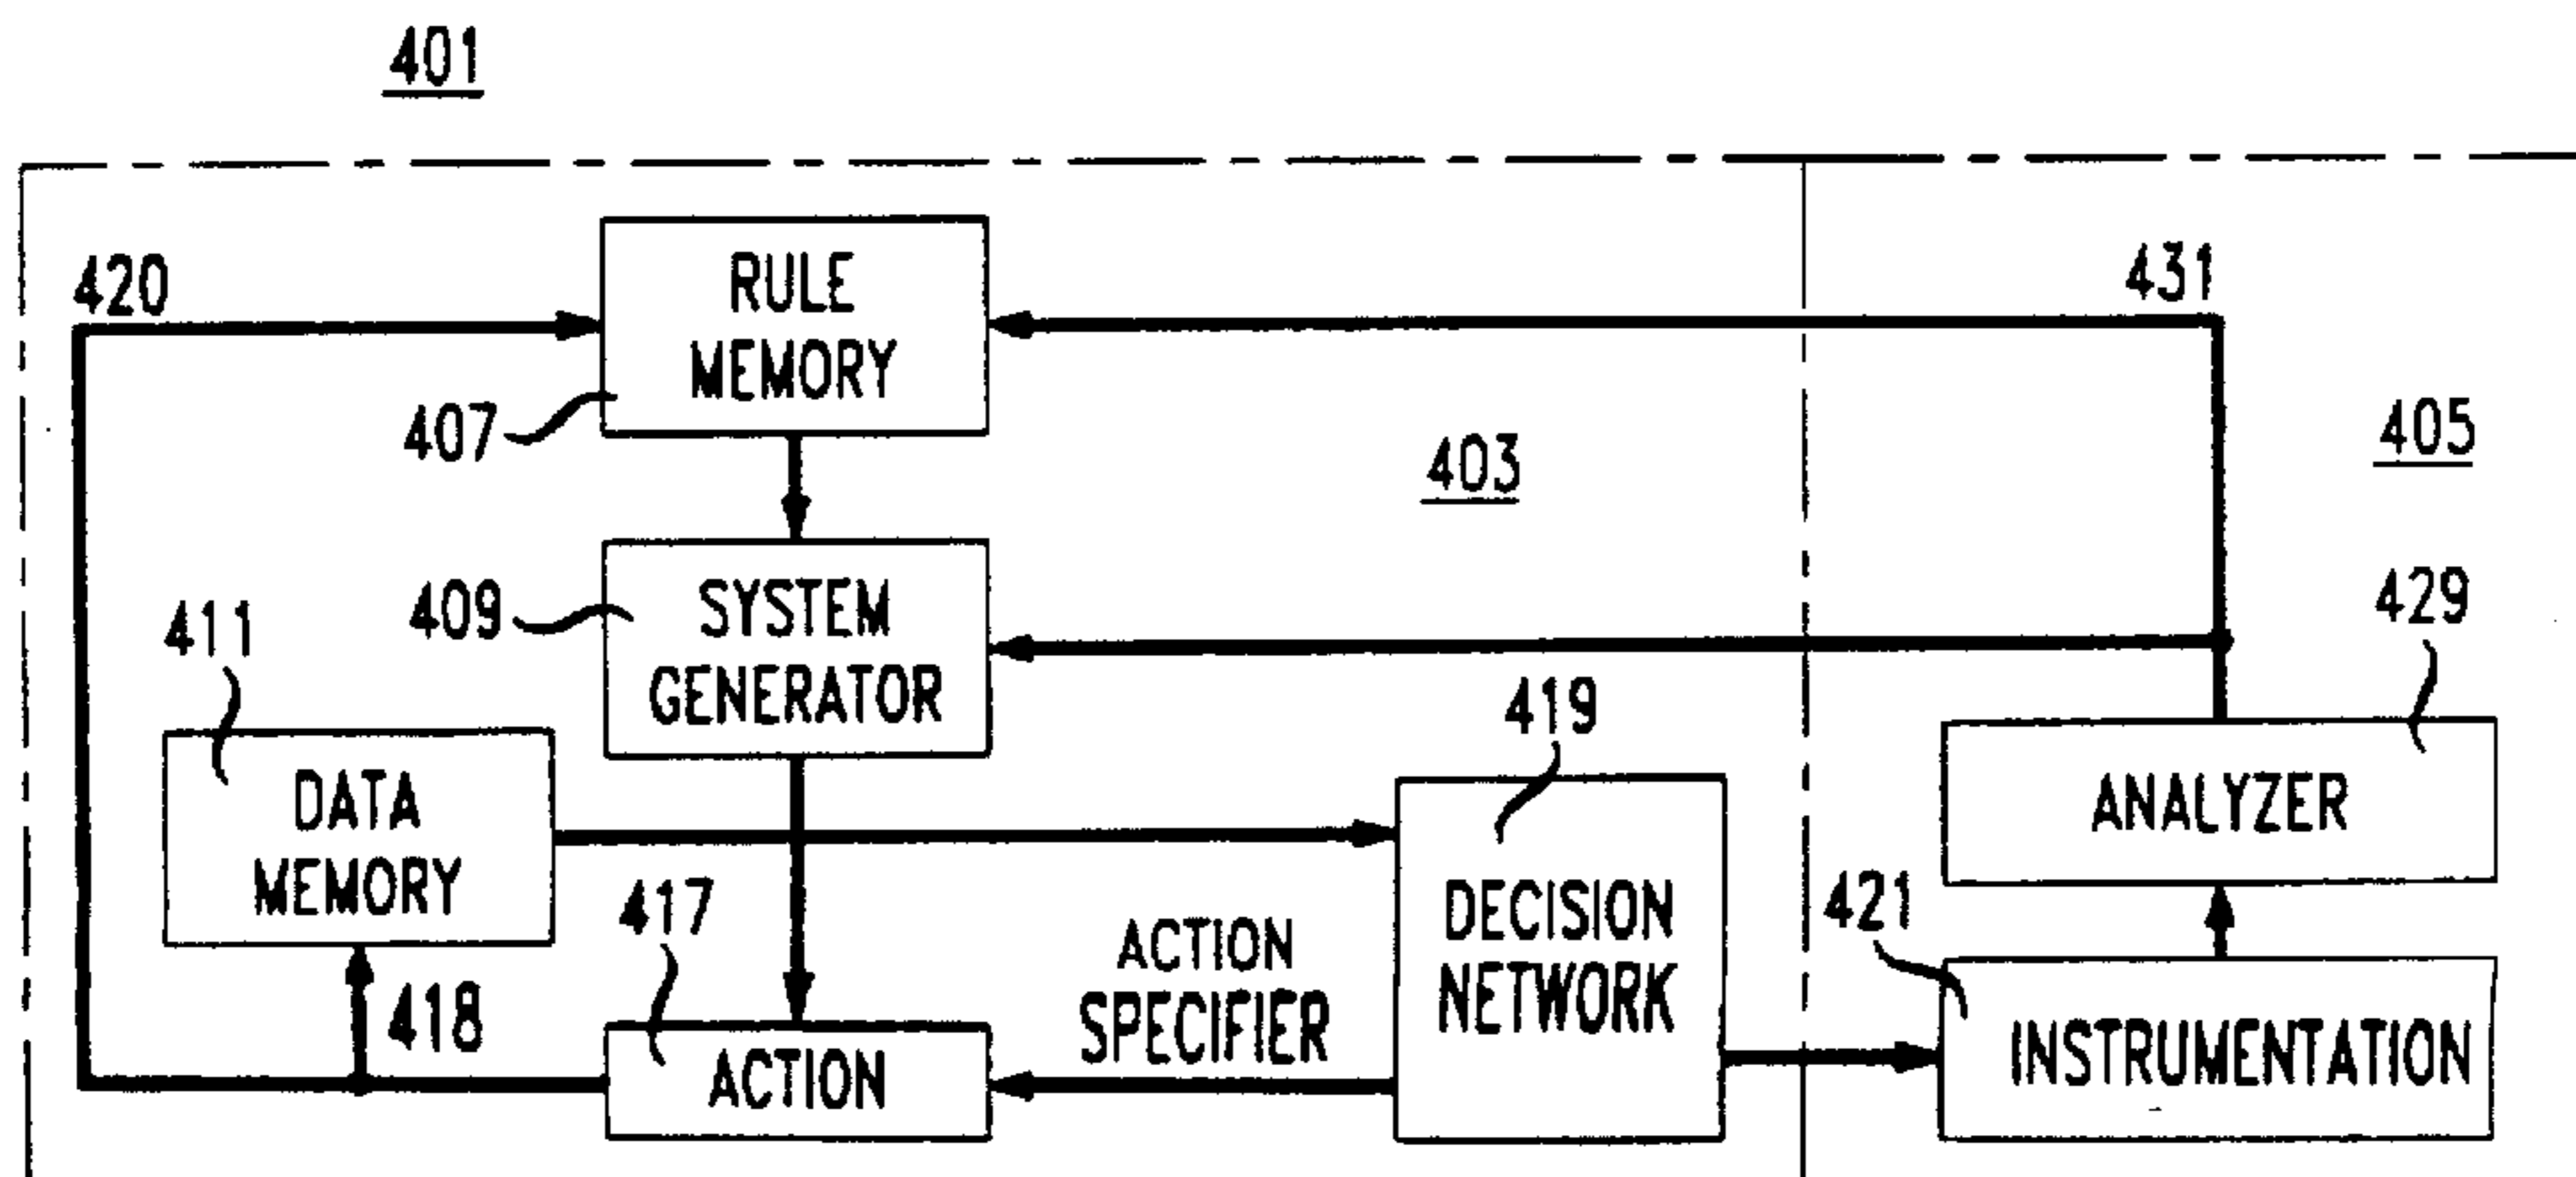 401
420
RULE
MEMORY
431
407
403
405
409
SYSTEM
GENERATOR
411
429
419
DATA
MEMORY
ANALYZER
417
ACTION
SPECIFIER
DECISION
NETWORK
421
418
ACTION
INSTRUMENTATION